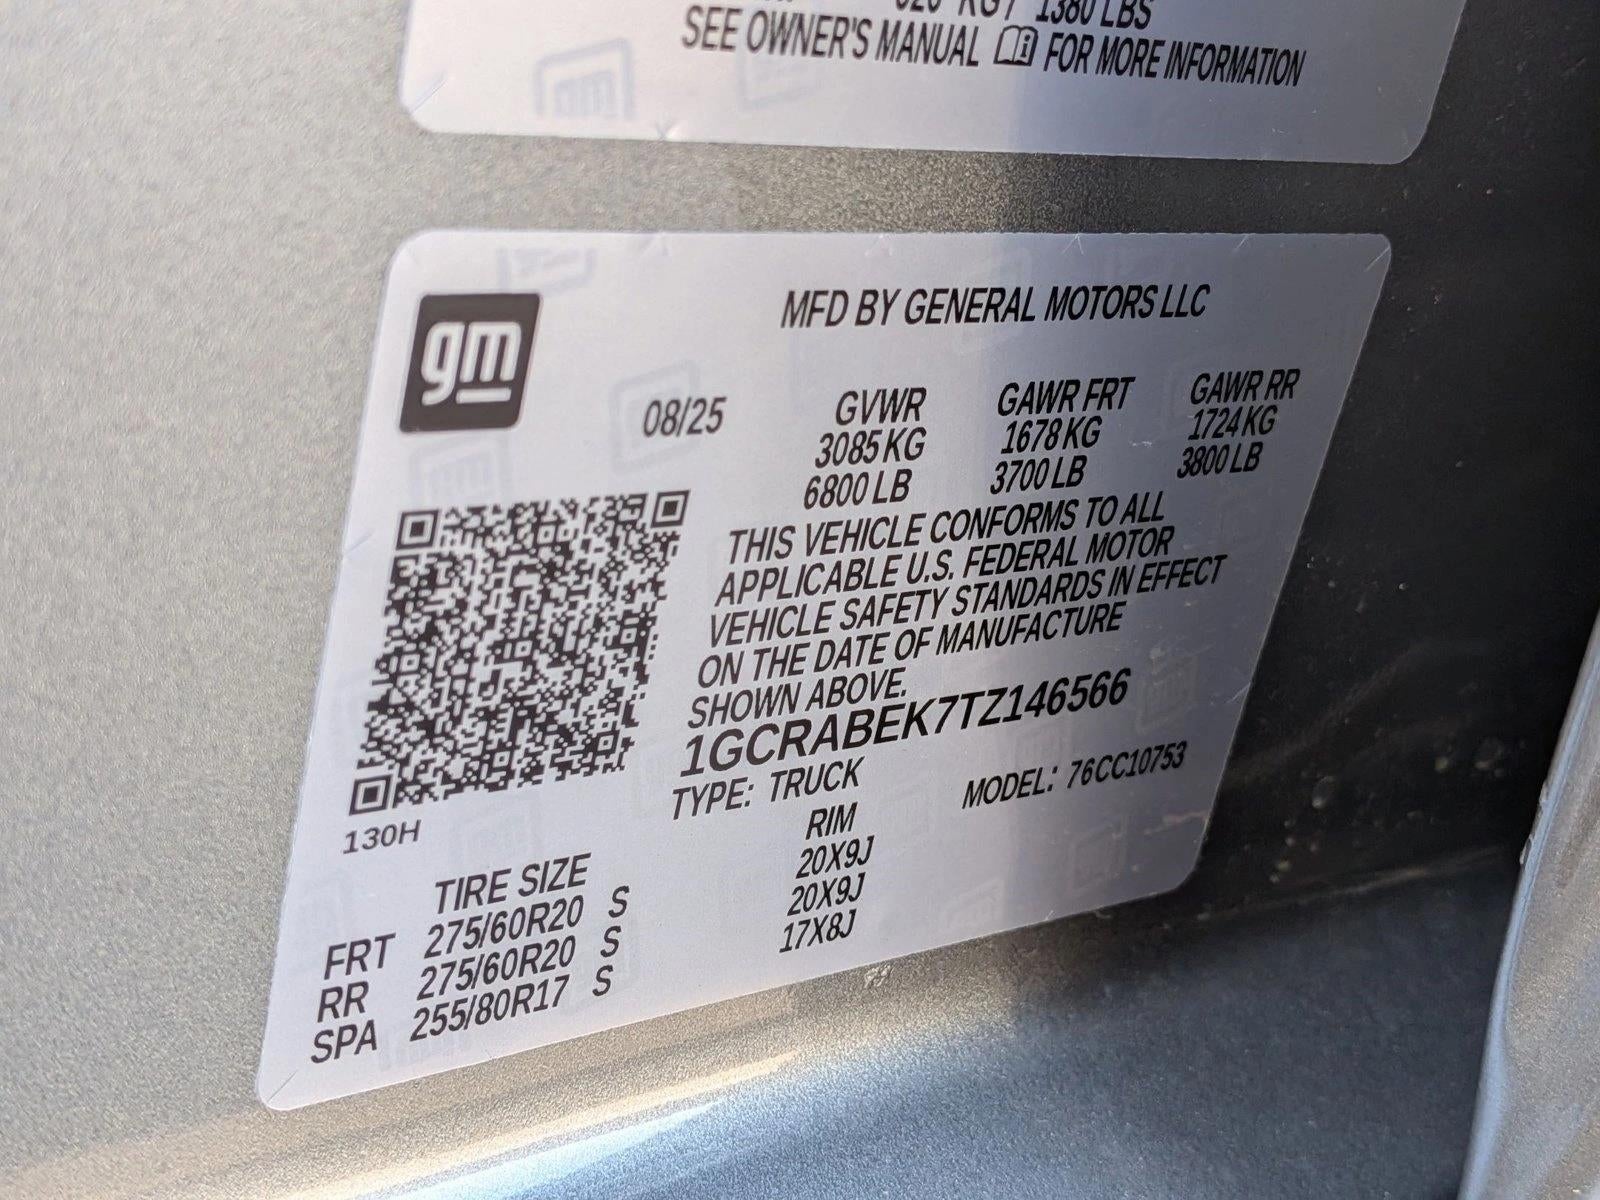 1380 LBS
SEE OWNER'S MANUAL FOR MORE INFORMATION
gm
MFD BY GENERAL MOTORS LLC
08/25 GVWR GAWR FRT GAWR RR
3085 KG 1678 KG 1724 KG
6800 LB 3700 LB 3800 LB
THIS VEHICLE CONFORMS TO ALL
APPLICABLE U.S. FEDERAL MOTOR
VEHICLE SAFETY STANDARDS IN EFFECT
ON THE DATE OF MANUFACTURE
SHOWN ABOVE.
1GCRABEK7TZ146566
TYPE: TRUCK MODEL: 76CC10753
130H
TIRE SIZE RIM
FRT 275/60R20 S 20X9J
RR 275/60R20 S 20X9J
SPA 255/80R17 S 17X8J